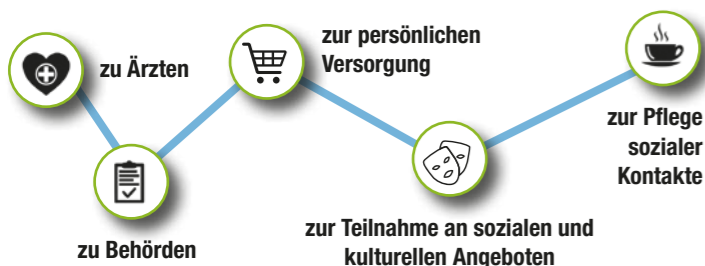 zu Ärzten
zu Behörden
zur persönlichen
Versorgung
zur Teilnahme an sozialen und
kulturellen Angeboten
zur Pflege
sozialer
Kontakte